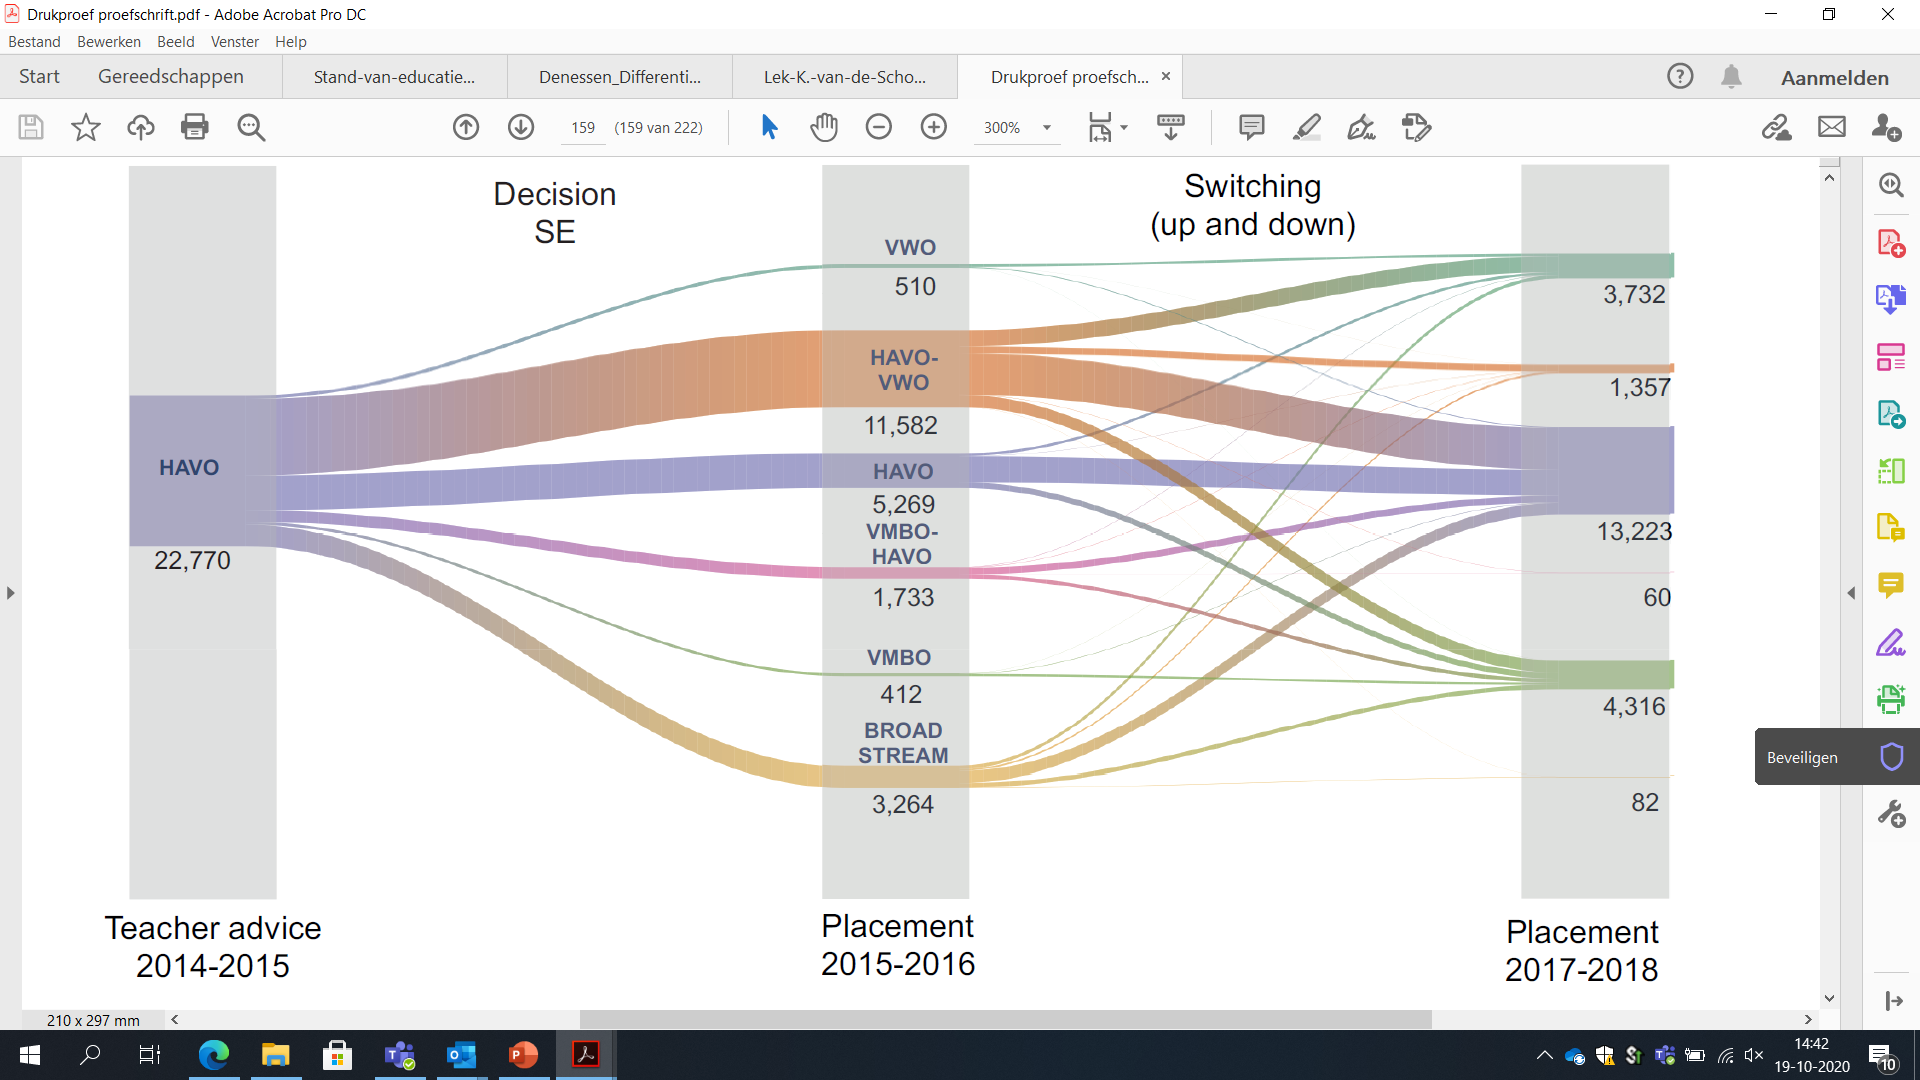 Drukproef proefschrift.pdf - Adobe Acrobat Pro DC
Bestand Bewerken Beeld Venster Help
Start Gereedschappen Stand-van-educatie... Denessen_Differenti... Lek-K.-van-de-Scho... Drukproef proefsch... × Aanmelden
159 (159 van 222) 300%
Decision
SE
Switching
(up and down)
VWO
510
3,732
HAVO-
VWO
1,357
11,582
HAVO
HAVO
5,269
13,223
VMBO-
HAVO
22,770
1,733
60
VMBO
412
4,316
BROAD
STREAM
3,264
82
Beveiligen
Teacher advice
2014-2015
Placement
2015-2016
Placement
2017-2018
210 x 297 mm
14:42
19-10-2020
10